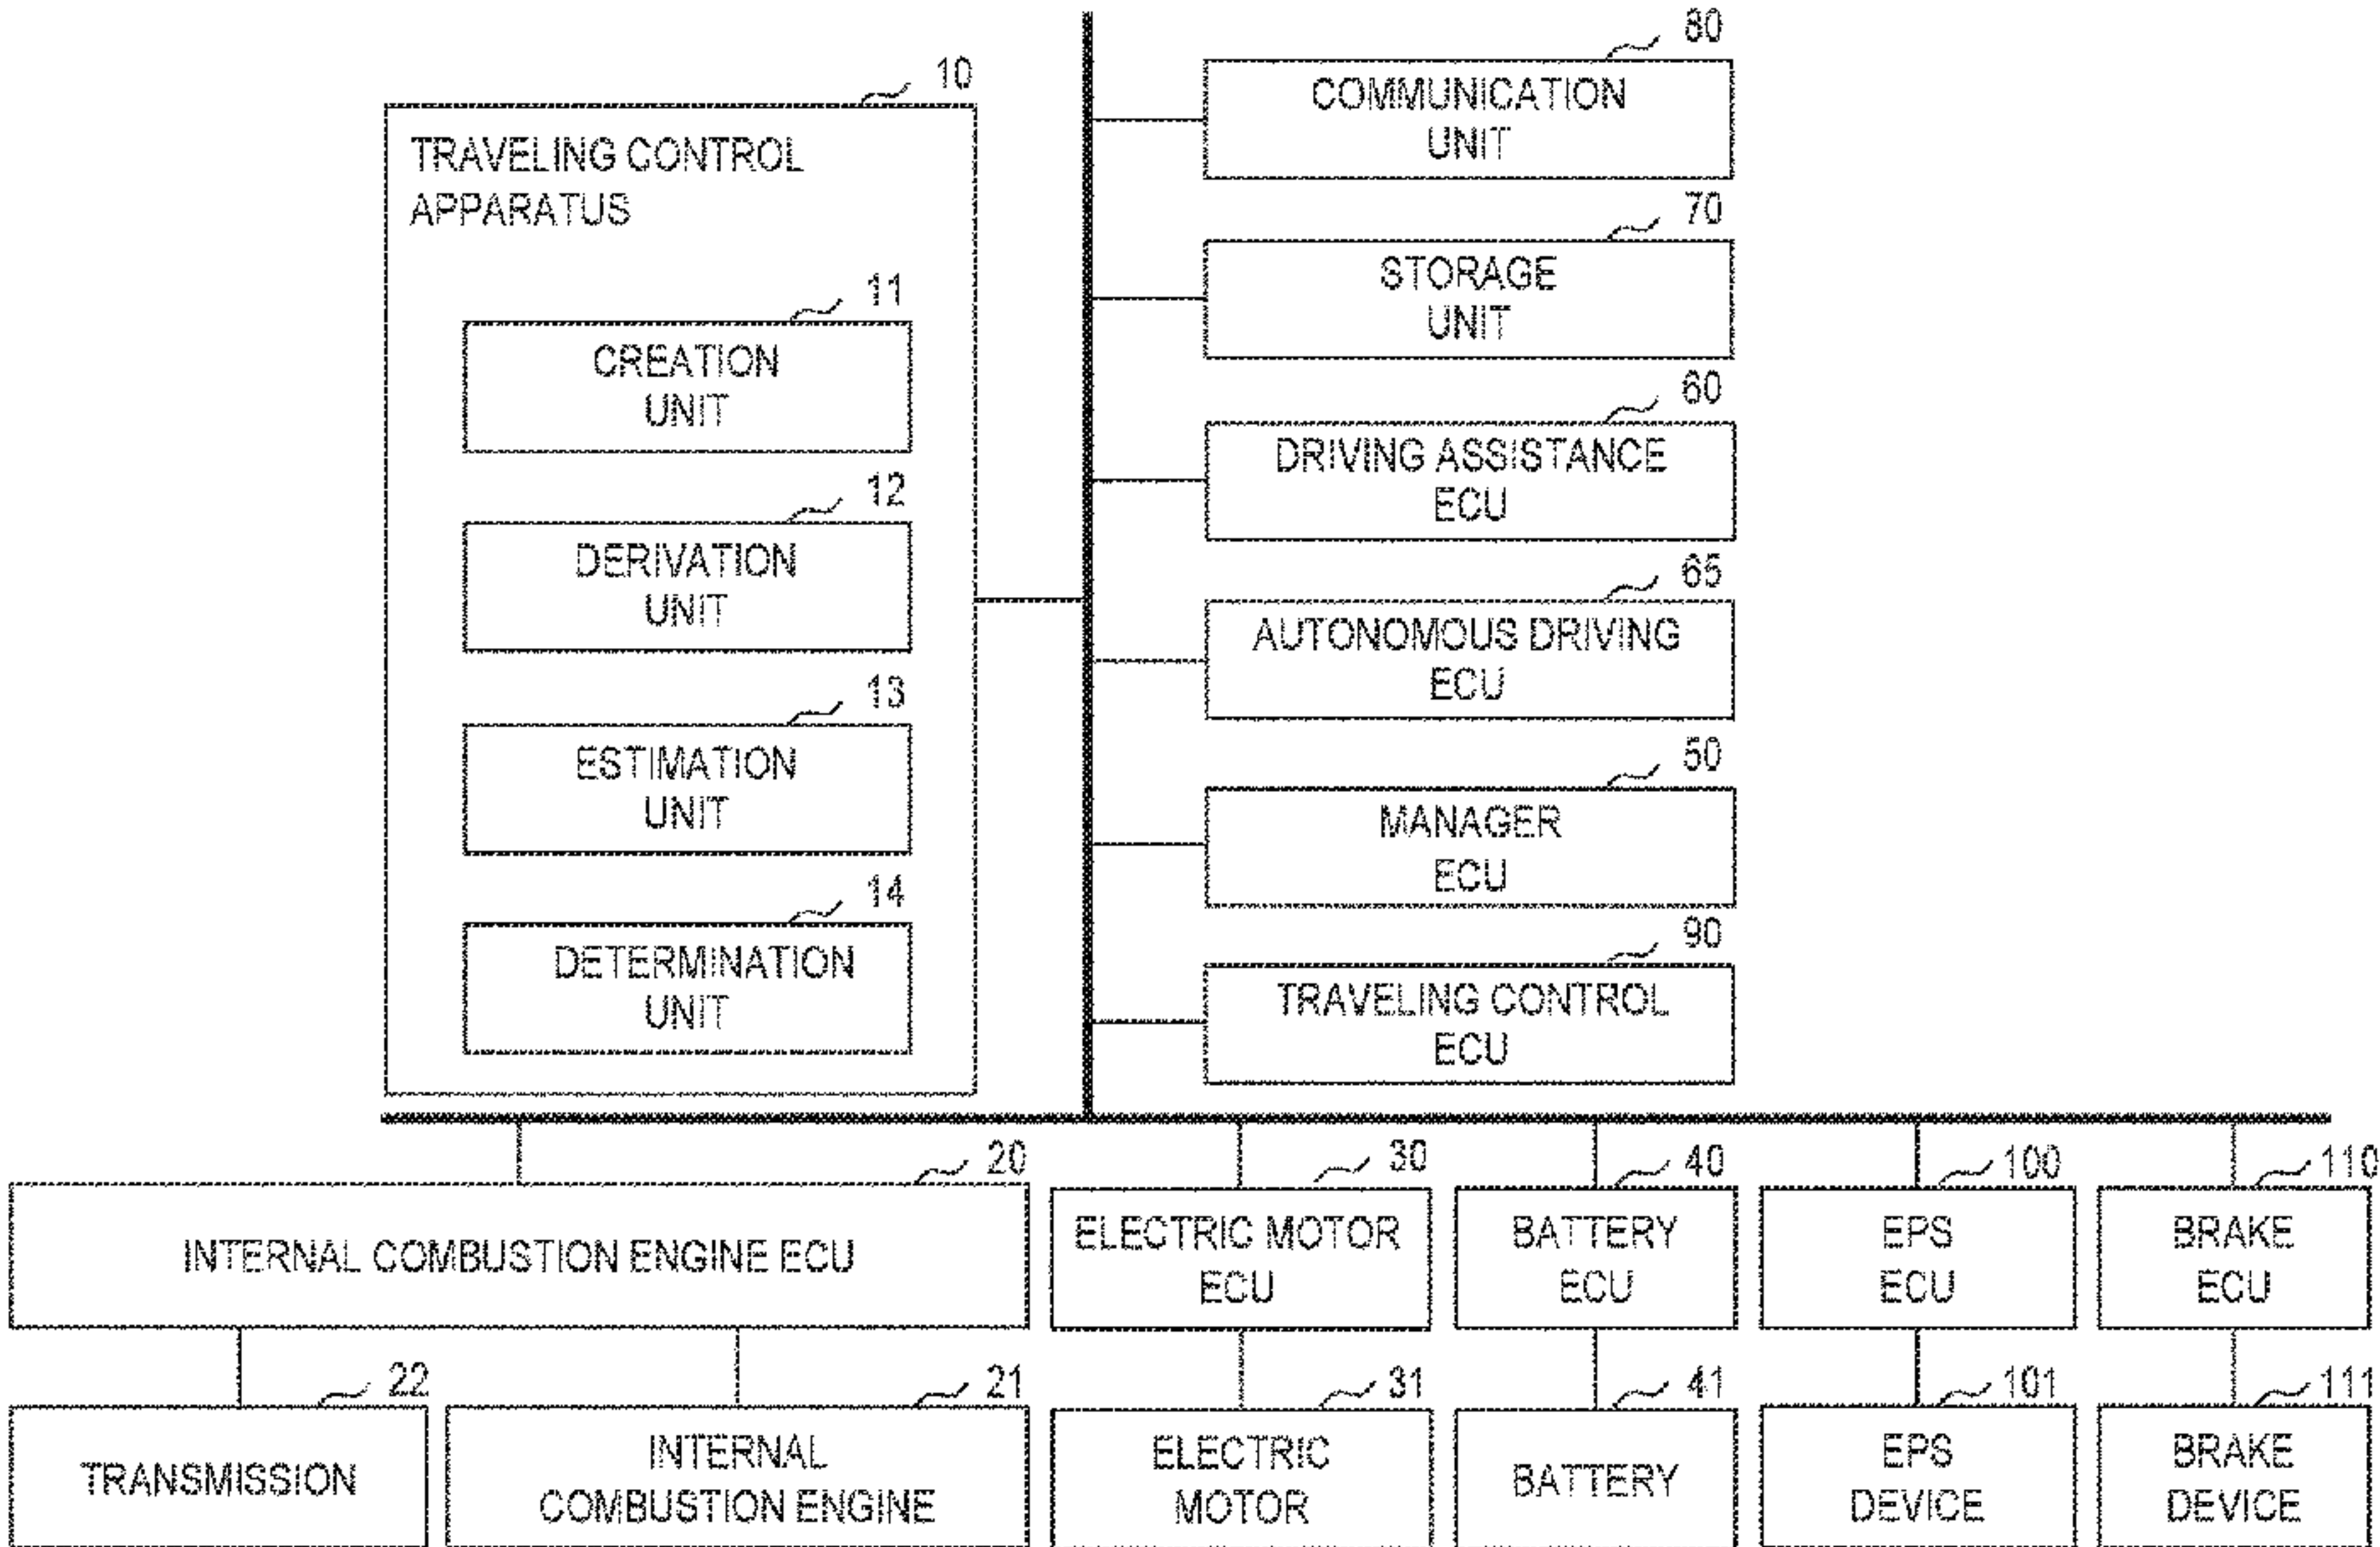 10
TRAVELING CONTROL
APPARATUS
11
CREATION
UNIT
12
DERIVATION
UNIT
13
ESTIMATION
UNIT
14
DETERMINATION
UNIT
80
COMMUNICATION
UNIT
70
STORAGE
UNIT
60
DRIVING ASSISTANCE
ECU
65
AUTONOMOUS DRIVING
ECU
50
MANAGER
ECU
90
TRAVELING CONTROL
ECU
20
INTERNAL COMBUSTION ENGINE ECU
30
ELECTRIC MOTOR
ECU
40
BATTERY
ECU
100
EPS
ECU
110
BRAKE
ECU
22
TRANSMISSION
21
INTERNAL
COMBUSTION ENGINE
31
ELECTRIC
MOTOR
41
BATTERY
101
EPS
DEVICE
111
BRAKE
DEVICE